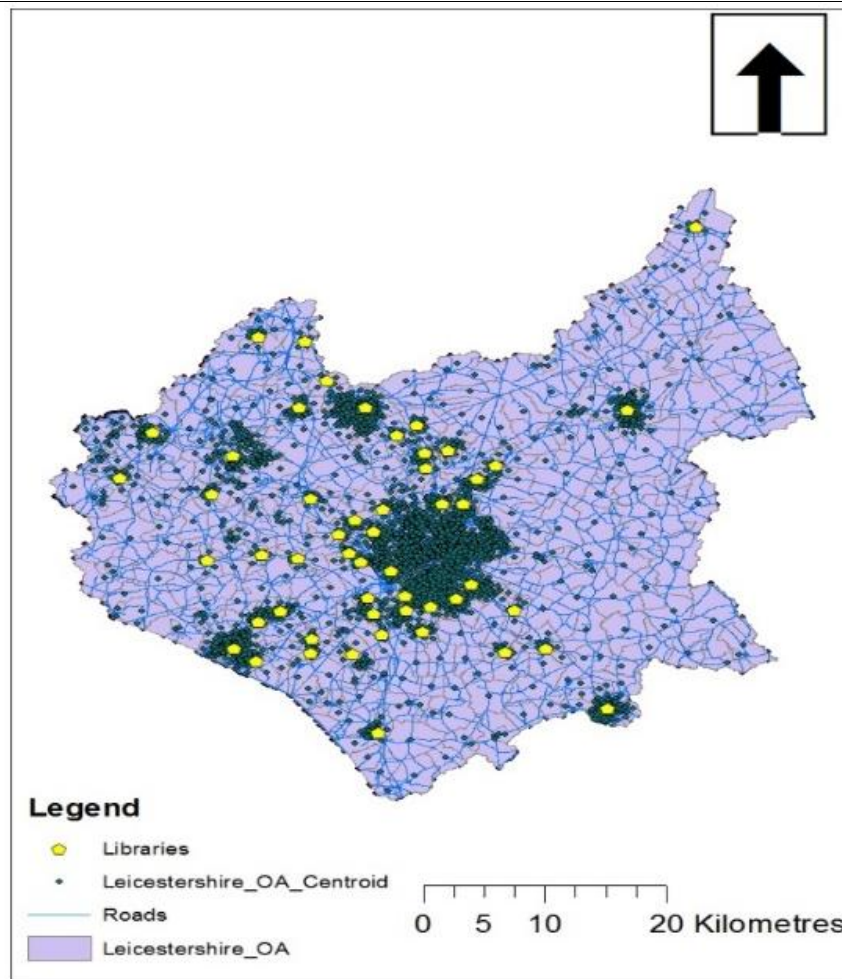 Legend
Libraries
Leicestershire_OA_Centroid
Roads
Leicestershire_OA
0 5 10 20 Kilometres